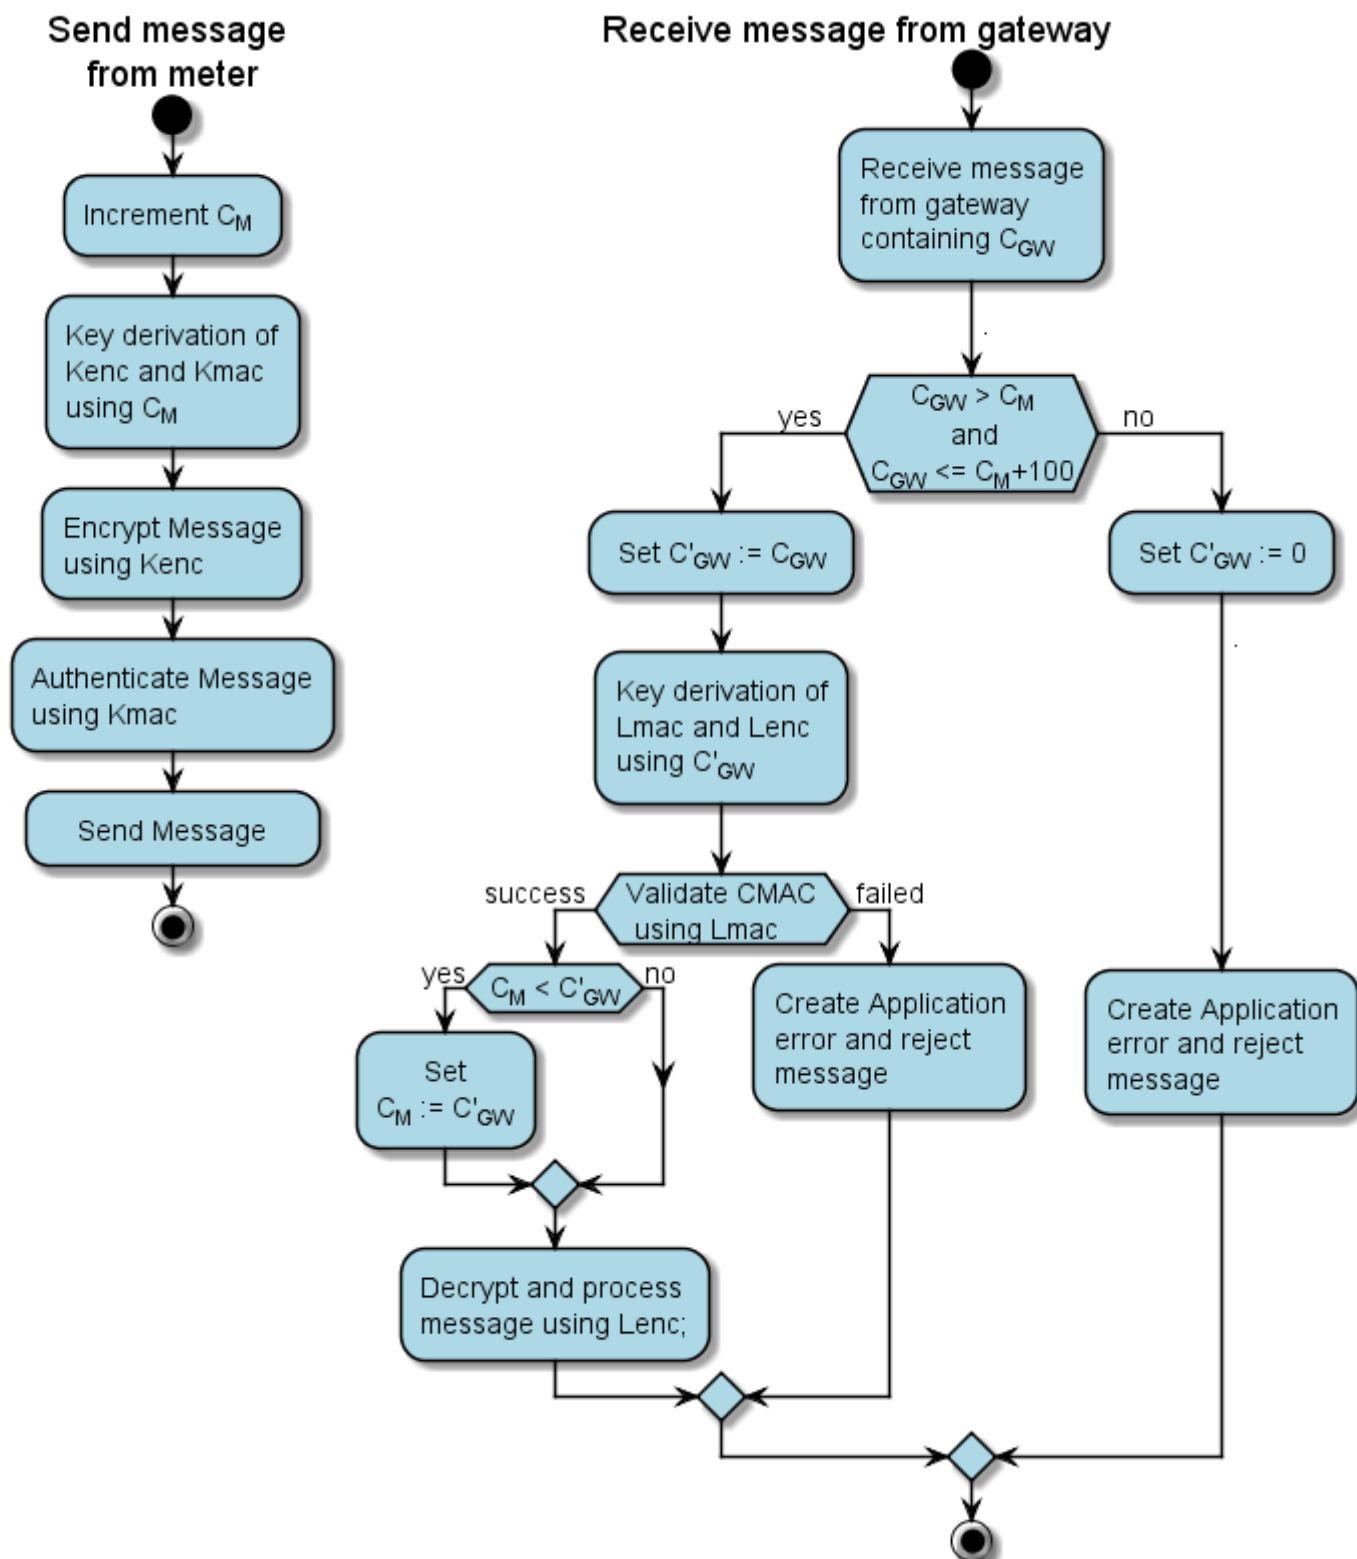 Send message
from meter
Increment C_M
Key derivation of
Kenc and Kmac
using C_M
Encrypt Message
using Kenc
Authenticate Message
using Kmac
Send Message
Receive message from gateway
Receive message
from gateway
containing C_GW
C_GW > C_M
and
C_GW <= C_M+100
yes
no
Set C'_GW := C_GW
Set C'_GW := 0
Key derivation of
Lmac and Lenc
using C'_GW
Validate CMAC
using Lmac
success
failed
C_M < C'_GW
yes
no
Set
C_M := C'_GW
Create Application
error and reject
message
Create Application
error and reject
message
Decrypt and process
message using Lenc;